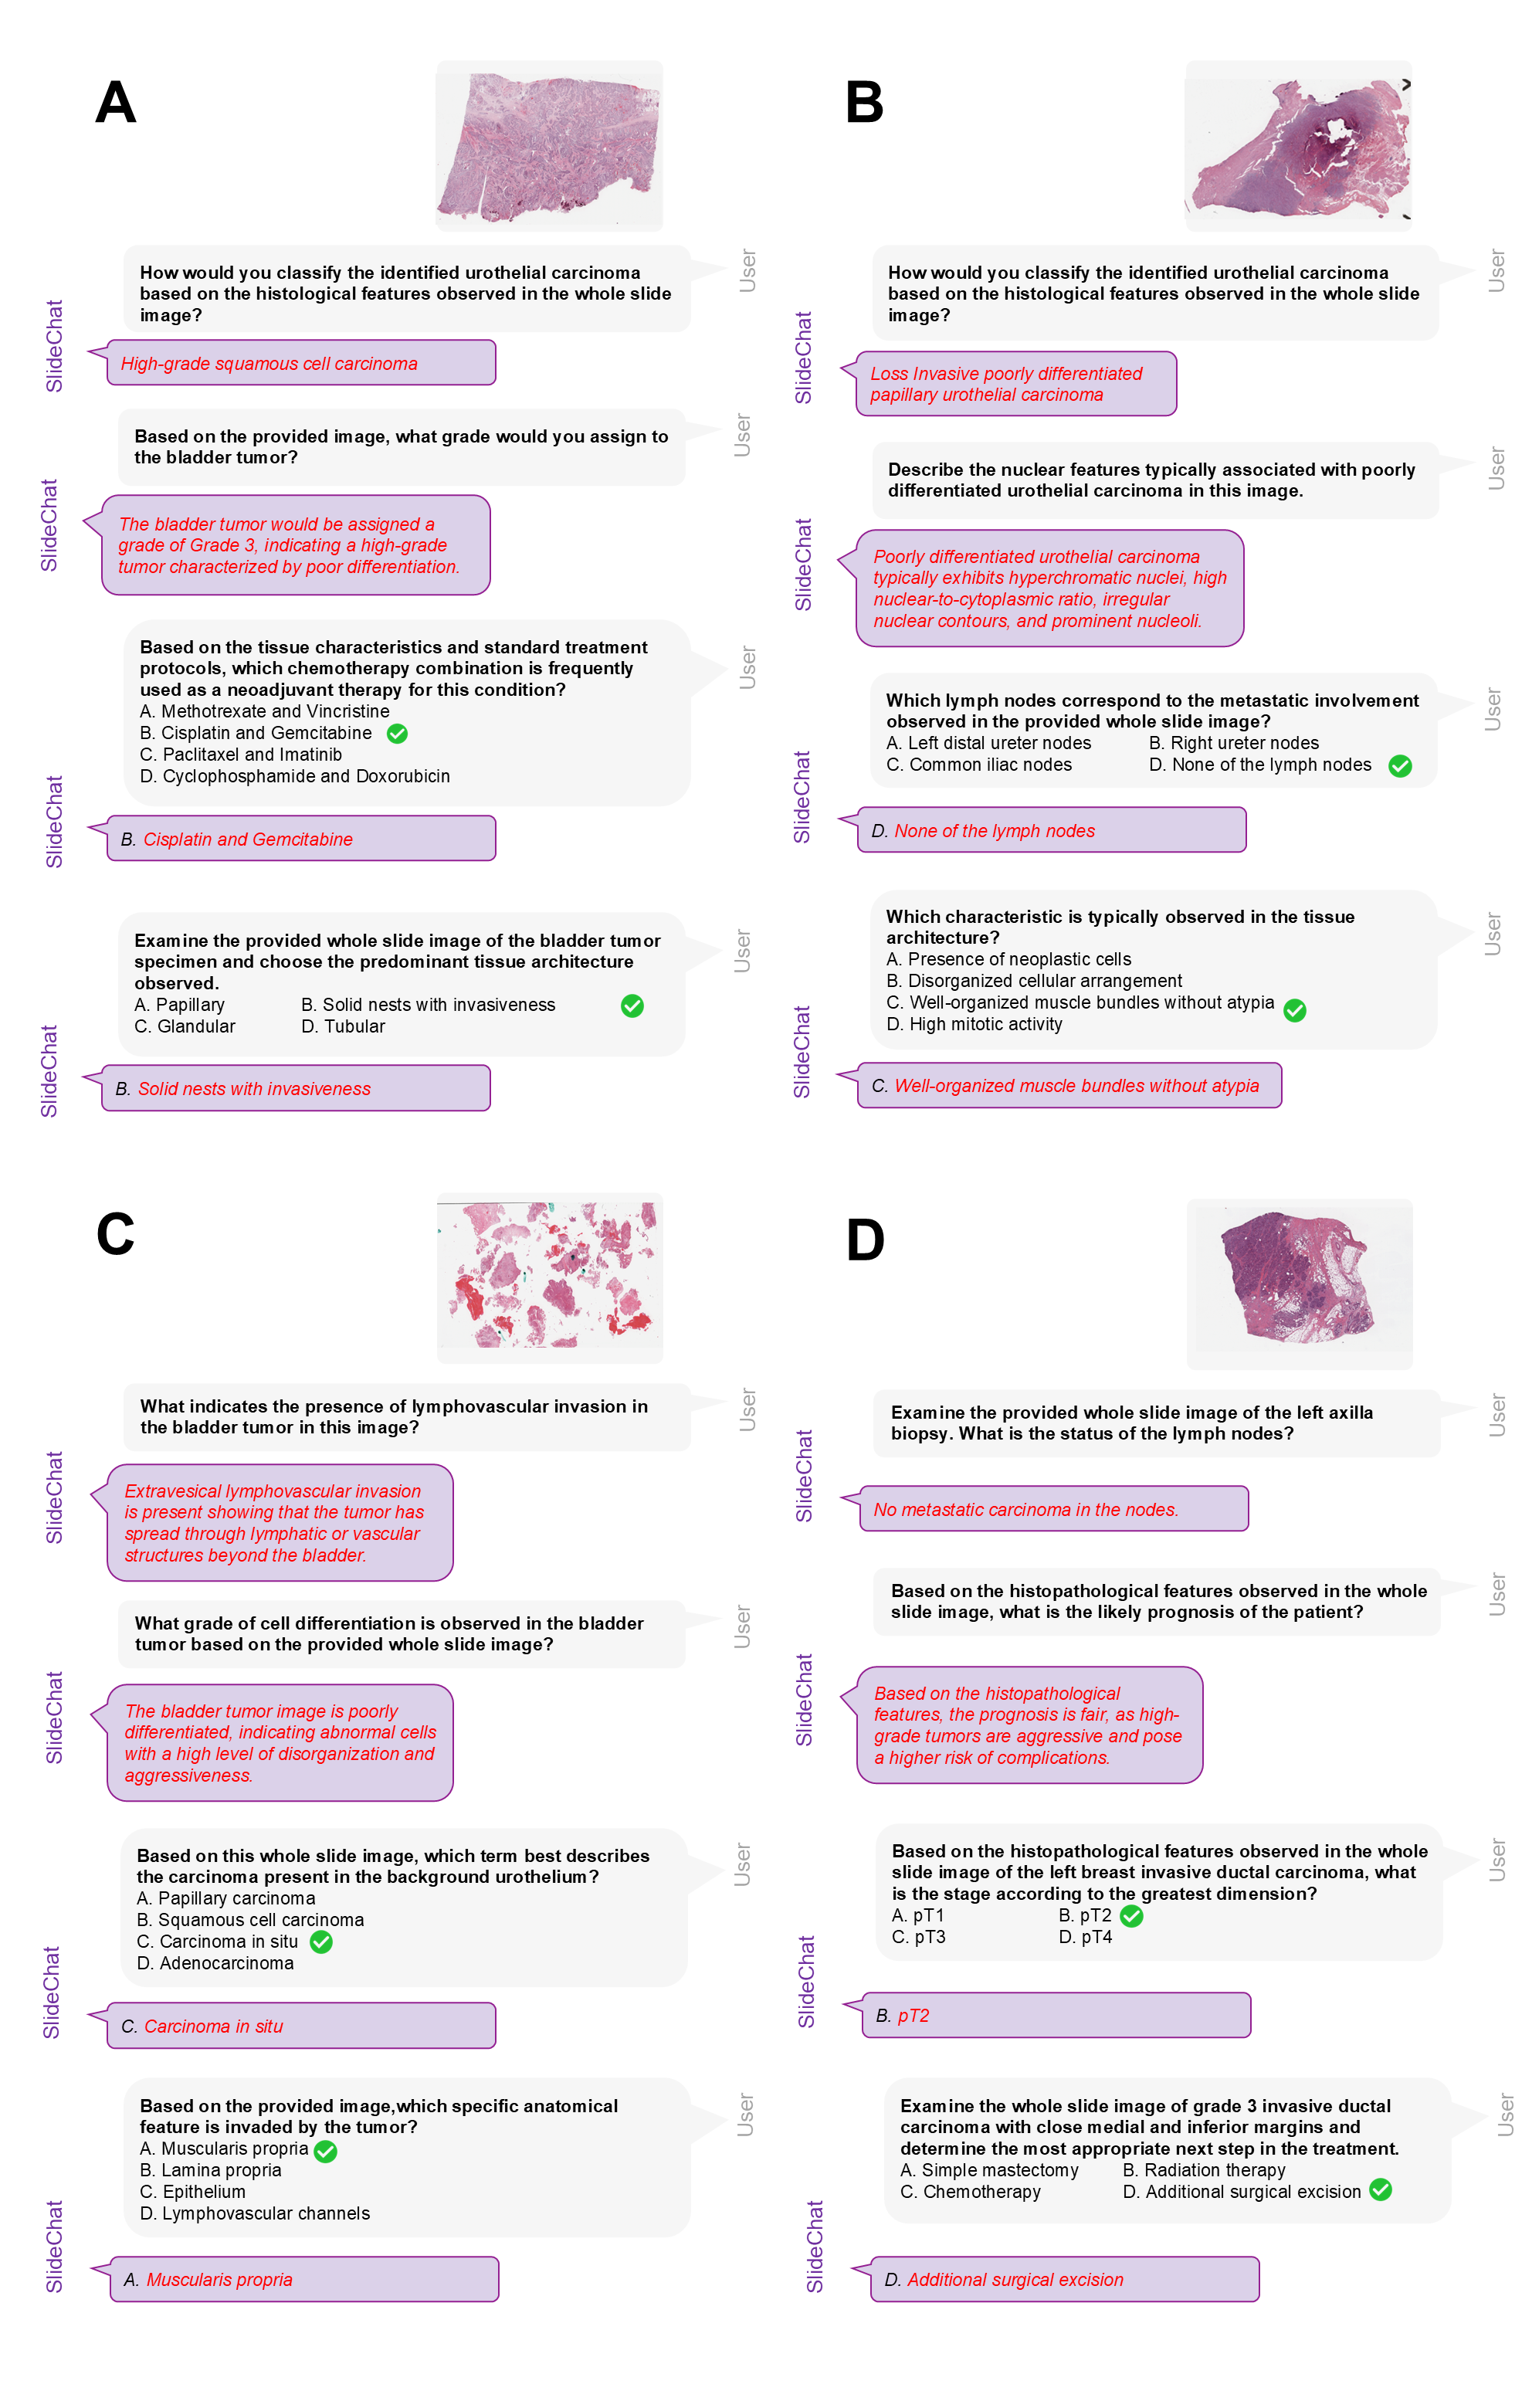 A
User
How would you classify the identified urothelial carcinoma
based on the histological features observed in the whole slide
image?
SlideChat
High-grade squamous cell carcinoma
User
Based on the provided image, what grade would you assign to
the bladder tumor?
SlideChat
The bladder tumor would be assigned a
grade of Grade 3, indicating a high-grade
tumor characterized by poor differentiation.
User
Based on the tissue characteristics and standard treatment
protocols, which chemotherapy combination is frequently
used as a neoadjuvant therapy for this condition?
A. Methotrexate and Vincristine
B. Cisplatin and Gemcitabine
C. Paclitaxel and Imatinib
D. Cyclophosphamide and Doxorubicin
SlideChat
B. Cisplatin and Gemcitabine
User
Examine the provided whole slide image of the bladder tumor
specimen and choose the predominant tissue architecture
observed.
A. Papillary B. Solid nests with invasiveness
C. Glandular D. Tubular
SlideChat
B. Solid nests with invasiveness
B
User
How would you classify the identified urothelial carcinoma
based on the histological features observed in the whole slide
image?
SlideChat
Loss Invasive poorly differentiated
papillary urothelial carcinoma
User
Describe the nuclear features typically associated with poorly
differentiated urothelial carcinoma in this image.
SlideChat
Poorly differentiated urothelial carcinoma
typically exhibits hyperchromatic nuclei, high
nuclear-to-cytoplasmic ratio, irregular
nuclear contours, and prominent nucleoli.
User
Which lymph nodes correspond to the metastatic involvement
observed in the provided whole slide image?
A. Left distal ureter nodes B. Right ureter nodes
C. Common iliac nodes D. None of the lymph nodes
SlideChat
D. None of the lymph nodes
User
Which characteristic is typically observed in the tissue
architecture?
A. Presence of neoplastic cells
B. Disorganized cellular arrangement
C. Well-organized muscle bundles without atypia
D. High mitotic activity
SlideChat
C. Well-organized muscle bundles without atypia
C
User
What indicates the presence of lymphovascular invasion in
the bladder tumor in this image?
SlideChat
Extravesical lymphovascular invasion
is present showing that the tumor has
spread through lymphatic or vascular
structures beyond the bladder.
User
What grade of cell differentiation is observed in the bladder
tumor based on the provided whole slide image?
SlideChat
The bladder tumor image is poorly
differentiated, indicating abnormal cells
with a high level of disorganization and
aggressiveness.
User
Based on this whole slide image, which term best describes
the carcinoma present in the background urothelium?
A. Papillary carcinoma
B. Squamous cell carcinoma
C. Carcinoma in situ
D. Adenocarcinoma
SlideChat
C. Carcinoma in situ
User
Based on the provided image,which specific anatomical
feature is invaded by the tumor?
A. Muscularis propria
B. Lamina propria
C. Epithelium
D. Lymphovascular channels
SlideChat
A. Muscularis propria
D
User
Examine the provided whole slide image of the left axilla
biopsy. What is the status of the lymph nodes?
SlideChat
No metastatic carcinoma in the nodes.
User
Based on the histopathological features observed in the whole
slide image, what is the likely prognosis of the patient?
SlideChat
Based on the histopathological
features, the prognosis is fair, as high-
grade tumors are aggressive and pose
a higher risk of complications.
User
Based on the histopathological features observed in the whole
slide image of the left breast invasive ductal carcinoma, what
is the stage according to the greatest dimension?
A. pT1 B. pT2
C. pT3 D. pT4
SlideChat
B. pT2
User
Examine the whole slide image of grade 3 invasive ductal
carcinoma with close medial and inferior margins and
determine the most appropriate next step in the treatment.
A. Simple mastectomy B. Radiation therapy
C. Chemotherapy D. Additional surgical excision
SlideChat
D. Additional surgical excision